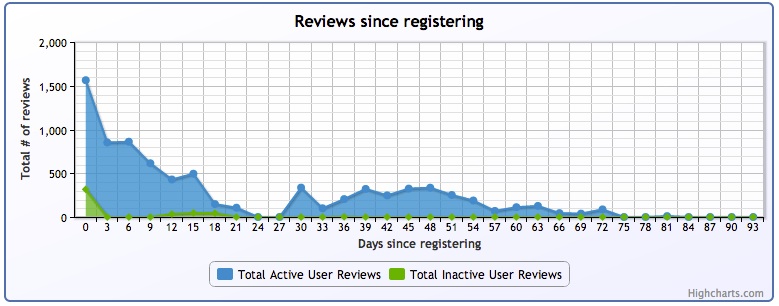 Reviews since registering
Total # of reviews
2,000
1,500
1,000
500
0
0 3 6 9 12 15 18 21 24 27 30 33 36 39 42 45 48 51 54 57 60 63 66 69 72 75 78 81 84 87 90 93
Days since registering
Total Active User Reviews Total Inactive User Reviews
Highcharts.com